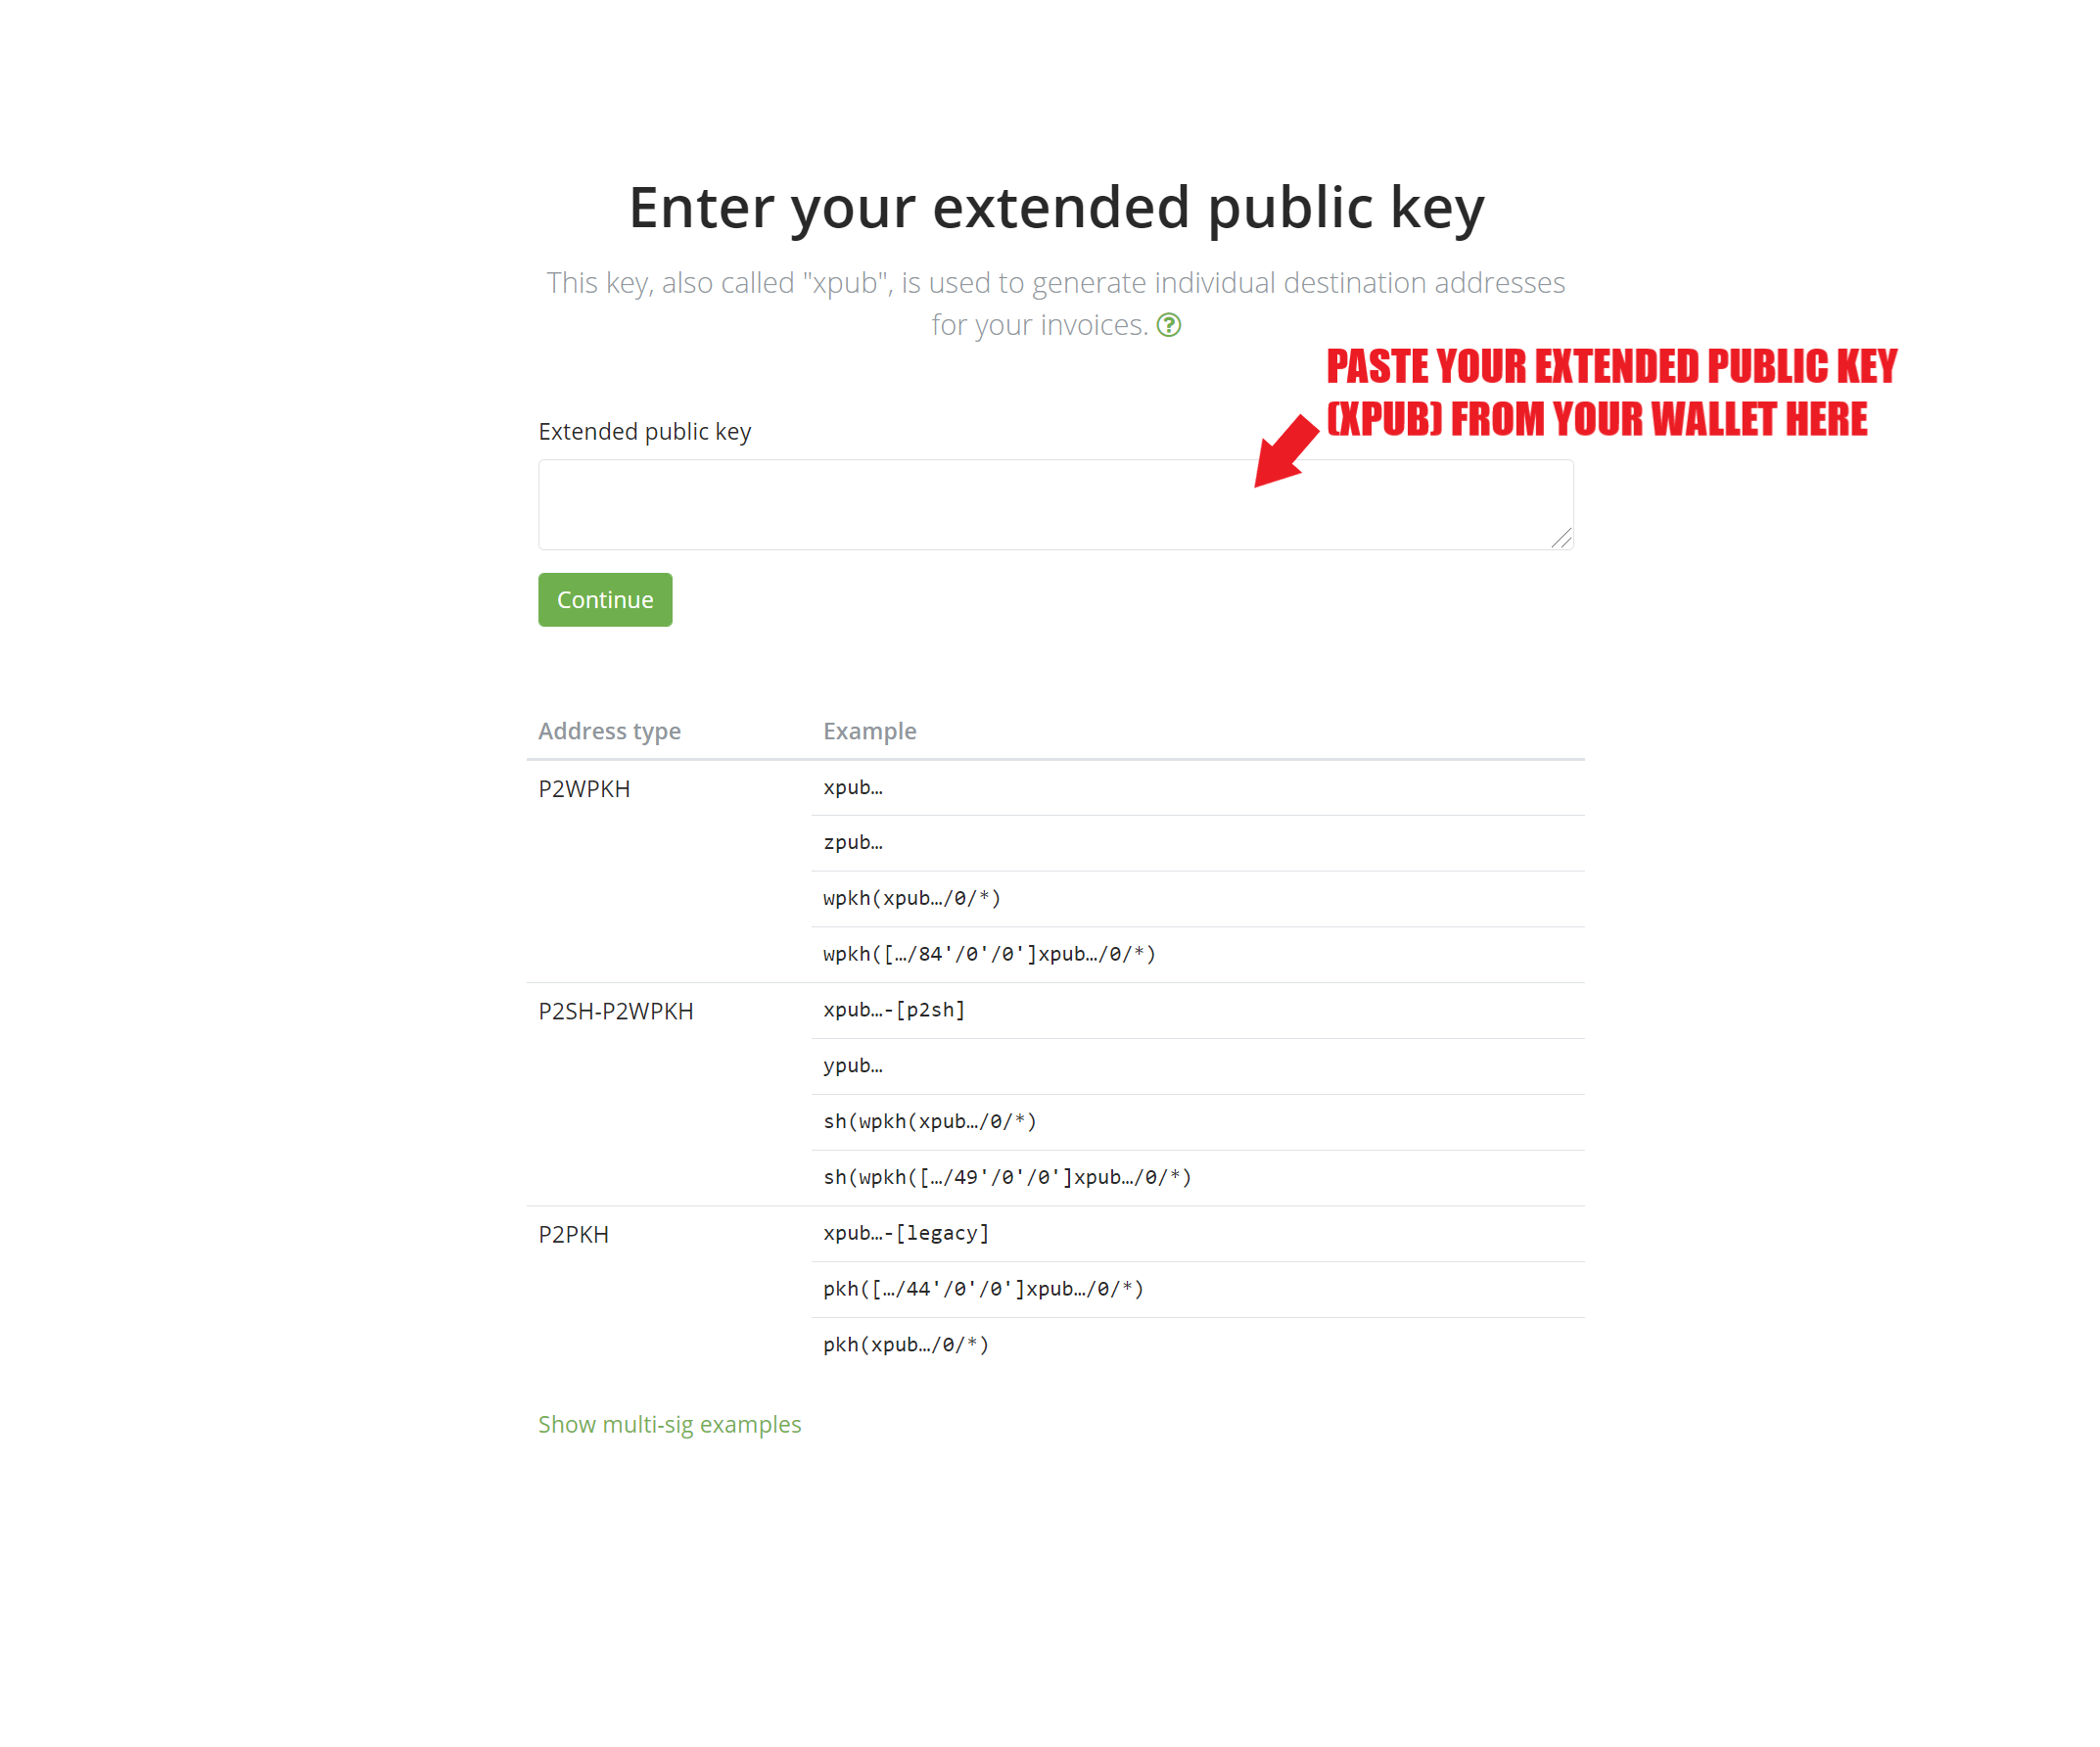 Enter your extended public key
This key, also called "xpub", is used to generate individual destination addresses
for your invoices.
PASTE YOUR EXTENDED PUBLIC KEY
(XPUB) FROM YOUR WALLET HERE
Extended public key
Continue
Address type Example
P2WPKH xpub…
zpub…
wpkh(xpub…/0/*)
wpkh([…/84'/0'/0']xpub…/0/*)
P2SH-P2WPKH xpub…-[p2sh]
ypub…
sh(wpkh(xpub…/0/*)
sh(wpkh([…/49'/0'/0']xpub…/0/*)
P2PKH xpub…-[legacy]
pkh([…/44'/0'/0']xpub…/0/*)
pkh(xpub…/0/*)
Show multi-sig examples